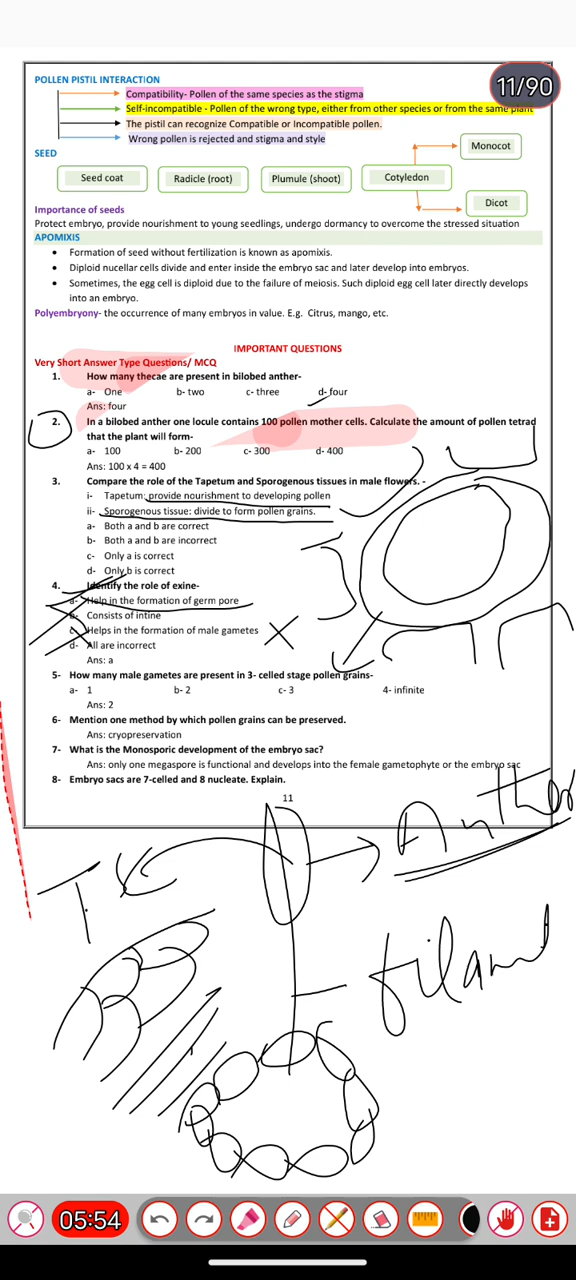 11/90
POLLEN PISTIL INTERACTION
Compatibility- Pollen of the same species as the stigma
Self-incompatible - Pollen of the wrong type, either from other species or from the same plant
The pistil can recognize Compatible or Incompatible pollen.
Wrong pollen is rejected and stigma and style
SEED
Monocot
Seed coat Radicle (root) Plumule (shoot) Cotyledon
Dicot
Importance of seeds
Protect embryo, provide nourishment to young seedlings, undergo dormancy to overcome the stressed situation
APOMIXIS
• Formation of seed without fertilization is known as apomixis.
• Diploid nucellar cells divide and enter inside the embryo sac and later develop into embryos.
• Sometimes, the egg cell is diploid due to the failure of meiosis. Such diploid egg cell later directly develops
into an embryo.
Polyembryony- the occurrence of many embryos in value. E.g. Citrus, mango, etc.
IMPORTANT QUESTIONS
Very Short Answer Type Questions/ MCQ
1. How many thecae are present in bilobed anther-
a- One b- two c- three d- four
Ans: four
2. In a bilobed anther one locule contains 100 pollen mother cells. Calculate the amount of pollen tetrad
that the plant will form-
a- 100 b- 200 c- 300 d- 400
Ans: 100 x 4 = 400
3. Compare the role of the Tapetum and Sporogenous tissues in male flowers. -
i- Tapetum: provide nourishment to developing pollen
ii- Sporogenous tissue: divide to form pollen grains.
a- Both a and b are correct
b- Both a and b are incorrect
c- Only a is correct
d- Only b is correct
4. Identify the role of exine-
a- Help in the formation of germ pore
b- Consists of intine
c- Helps in the formation of male gametes
d- All are incorrect
Ans: a
5- How many male gametes are present in 3- celled stage pollen grains-
a- 1 b- 2 c- 3 4- infinite
Ans: 2
6- Mention one method by which pollen grains can be preserved.
Ans: cryopreservation
7- What is the Monosporic development of the embryo sac?
Ans: only one megaspore is functional and develops into the female gametophyte or the embryo sac
8- Embryo sacs are 7-celled and 8 nucleate. Explain.
11
Anther
T.
05:54